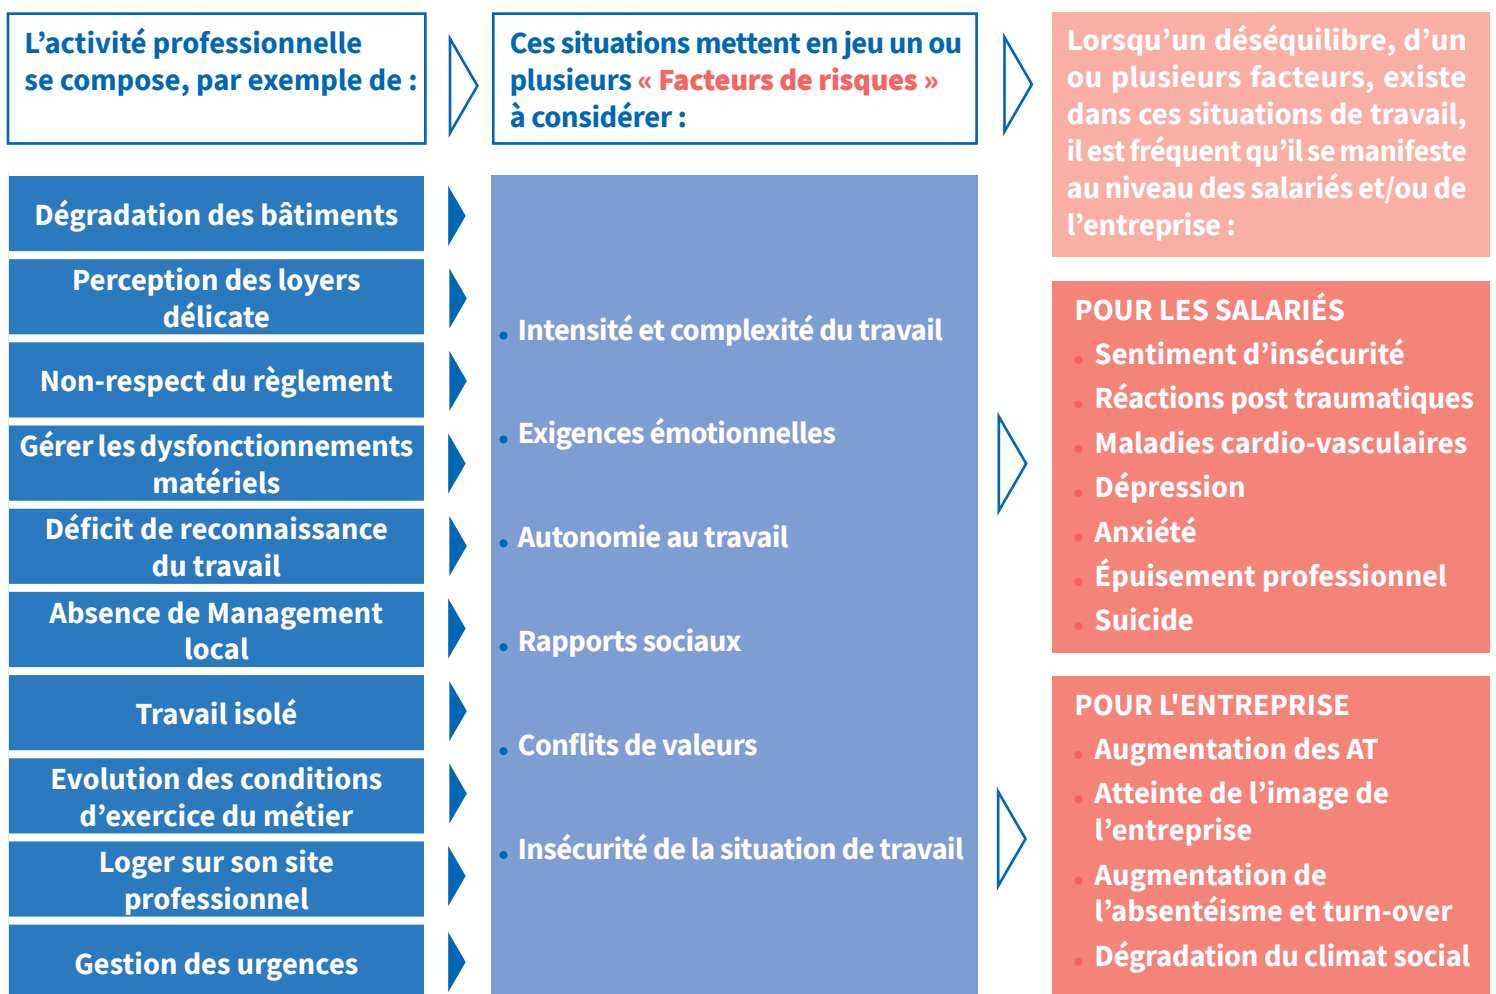 L’activité professionnelle
se compose, par exemple de :
Ces situations mettent en jeu un ou
plusieurs « Facteurs de risques »
à considérer :
Lorsqu’un déséquilibre, d’un
ou plusieurs facteurs, existe
dans ces situations de travail,
il est fréquent qu’il se manifeste
au niveau des salariés et/ou de
l’entreprise :
Dégradation des bâtiments
Perception des loyers
délicate
Non-respect du règlement
Gérer les dysfonctionnements
matériels
Déficit de reconnaissance
du travail
Absence de Management
local
Travail isolé
Evolution des conditions
d’exercice du métier
Loger sur son site
professionnel
Gestion des urgences
• Intensité et complexité du travail
• Exigences émotionnelles
• Autonomie au travail
• Rapports sociaux
• Conflits de valeurs
• Insécurité de la situation de travail
POUR LES SALARIÉS
• Sentiment d’insécurité
• Réactions post traumatiques
• Maladies cardio-vasculaires
• Dépression
• Anxiété
• Épuisement professionnel
• Suicide
POUR L'ENTREPRISE
• Augmentation des AT
• Atteinte de l’image de
l’entreprise
• Augmentation de
l’absentéisme et turn-over
• Dégradation du climat social